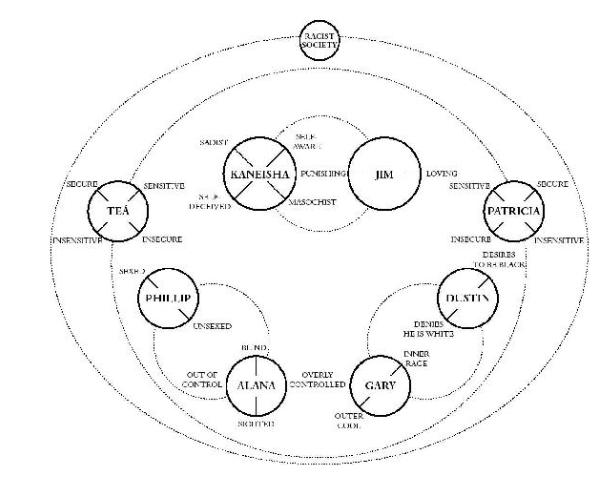 RACIST
SOCIETY
SADIST
SELF-
AWARE
KANEISHA
PUNISHING
JIM
LOVING
SELF-
DECEIVED
MASOCHIST
SECURE
SENSITIVE
TEÁ
INSENSITIVE
INSECURE
SENSITIVE
SECURE
PATRICIA
INSECURE
INSENSITIVE
DESIRES
TO BE BLACK
SEXED
PHILLIP
UNSEXED
DUSTIN
DENIES
HE IS WHITE
BLIND
OUT OF
CONTROL
ALANA
SIGHTED
OVERLY
CONTROLLED
INNER
RAGE
GARY
OUTER
COOL